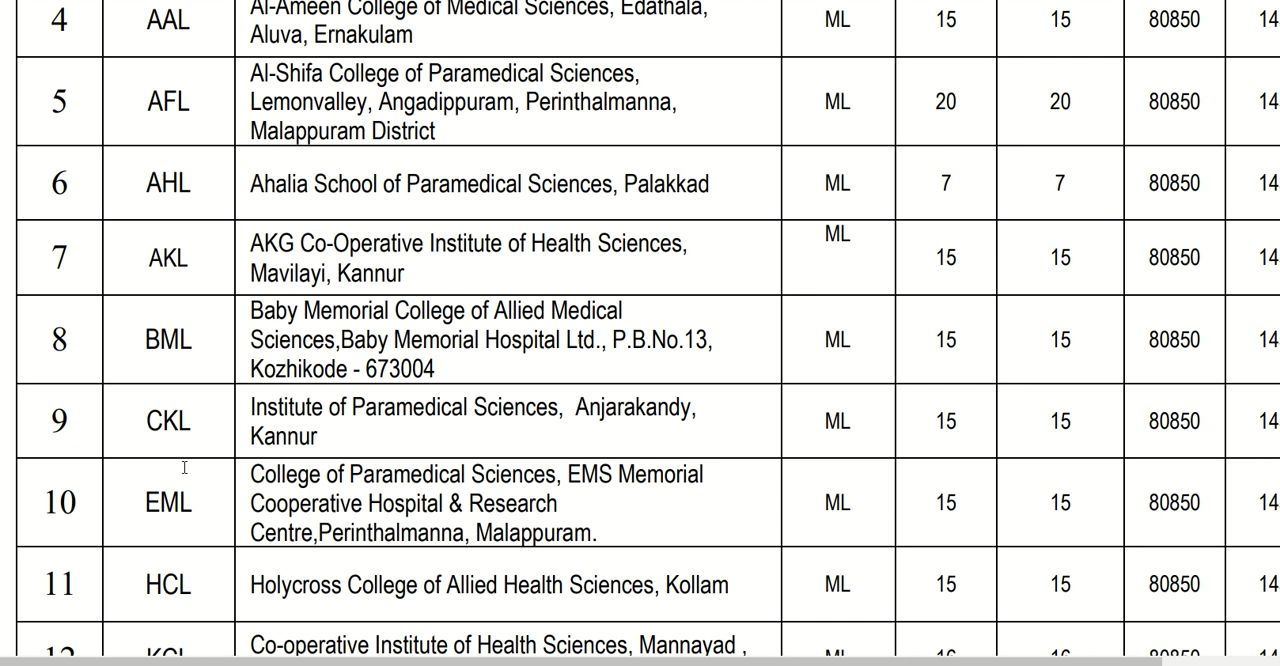 4 AAL Al-Ameen College of Medical Sciences, Edathala, ML 15 15 80850 14
Aluva, Ernakulam
5 AFL Al-Shifa College of Paramedical Sciences, ML 20 20 80850 14
Lemonvalley, Angadippuram, Perinthalmanna,
Malappuram District
6 AHL Ahalia School of Paramedical Sciences, Palakkad ML 7 7 80850 14
7 AKL AKG Co-Operative Institute of Health Sciences, ML 15 15 80850 14
Mavilayi, Kannur
8 BML Baby Memorial College of Allied Medical ML 15 15 80850 14
Sciences,Baby Memorial Hospital Ltd., P.B.No.13,
Kozhikode - 673004
9 CKL Institute of Paramedical Sciences,  Anjarakandy, ML 15 15 80850 14
Kannur
10 EML College of Paramedical Sciences, EMS Memorial ML 15 15 80850 14
Cooperative Hospital & Research
Centre,Perinthalmanna, Malappuram.
11 HCL Holycross College of Allied Health Sciences, Kollam ML 15 15 80850 14
12 Co-operative Institute of Health Sciences, Mannayad , ML 80850 14